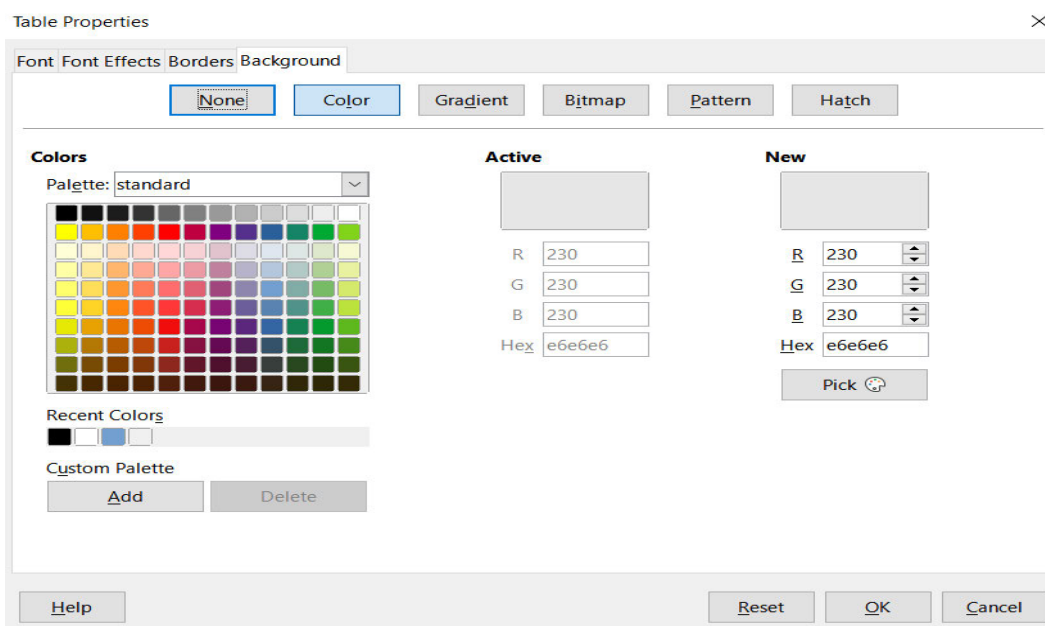 Table Properties
Font Font Effects Borders Background
None Color Gradient Bitmap Pattern Hatch
Colors Active New
Palette: standard
R 230 R 230
G 230 G 230
B 230 B 230
Hex e6e6e6 Hex e6e6e6
Pick
Recent Colors
Custom Palette
Add Delete
Help Reset OK Cancel